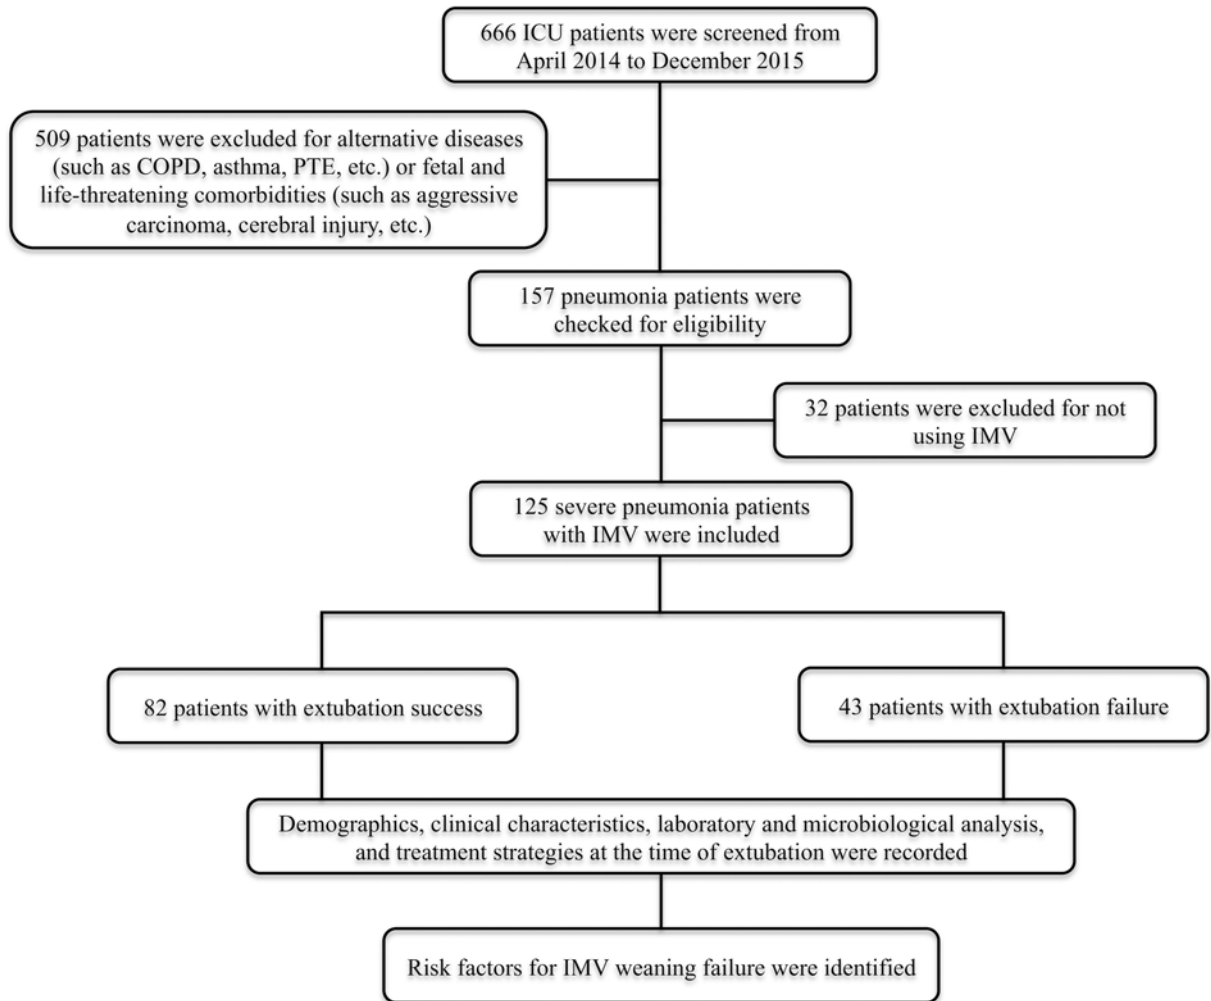 666 ICU patients were screened from
April 2014 to December 2015
509 patients were excluded for alternative diseases
(such as COPD, asthma, PTE, etc.) or fetal and
life-threatening comorbidities (such as aggressive
carcinoma, cerebral injury, etc.)
157 pneumonia patients were
checked for eligibility
32 patients were excluded for not
using IMV
125 severe pneumonia patients
with IMV were included
82 patients with extubation success
43 patients with extubation failure
Demographics, clinical characteristics, laboratory and microbiological analysis,
and treatment strategies at the time of extubation were recorded
Risk factors for IMV weaning failure were identified